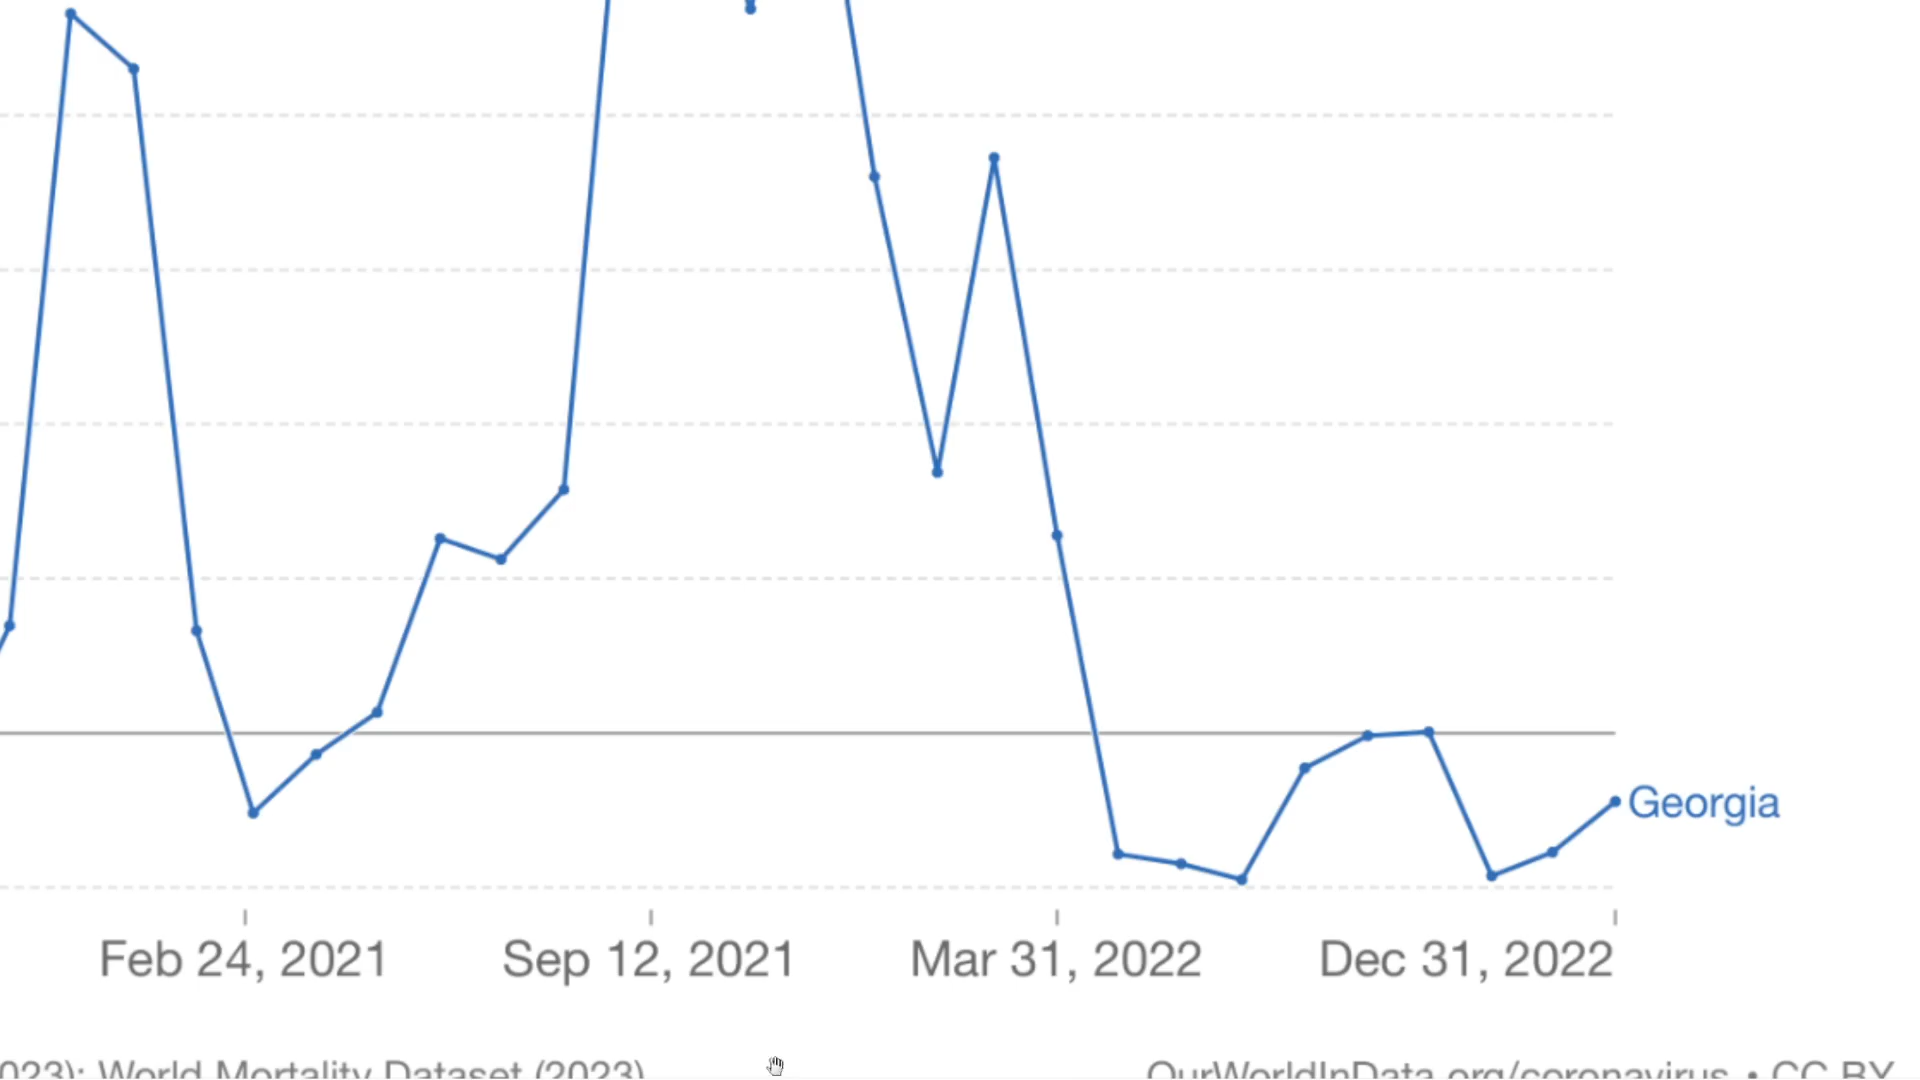 Georgia
Feb 24, 2021
Sep 12, 2021
Mar 31, 2022
Dec 31, 2022
023); World Mortality Dataset (2023)
OurWorldInData.org/coronavirus • CC BY